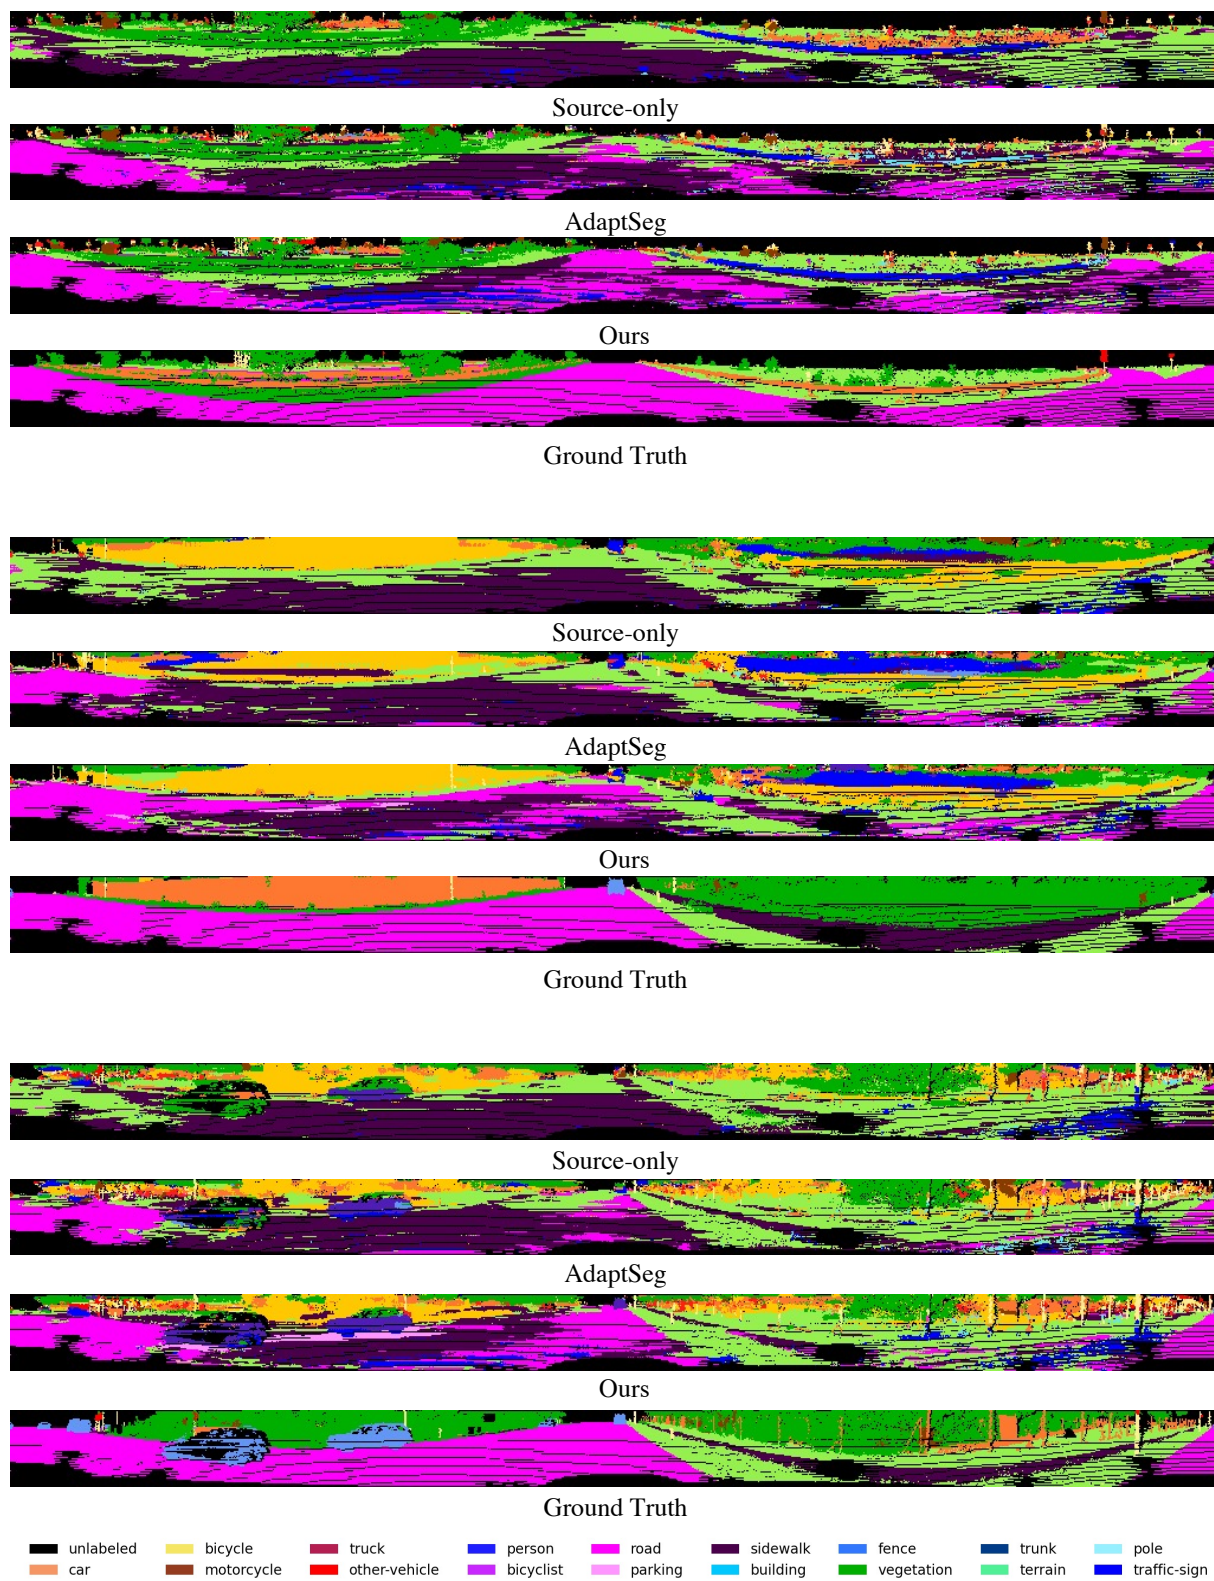 Source-only
AdaptSeg
Ours
Ground Truth
Source-only
AdaptSeg
Ours
Ground Truth
Source-only
AdaptSeg
Ours
Ground Truth
unlabeled bicycle truck person road sidewalk fence trunk pole
car motorcycle other-vehicle bicyclist parking building vegetation terrain traffic-sign